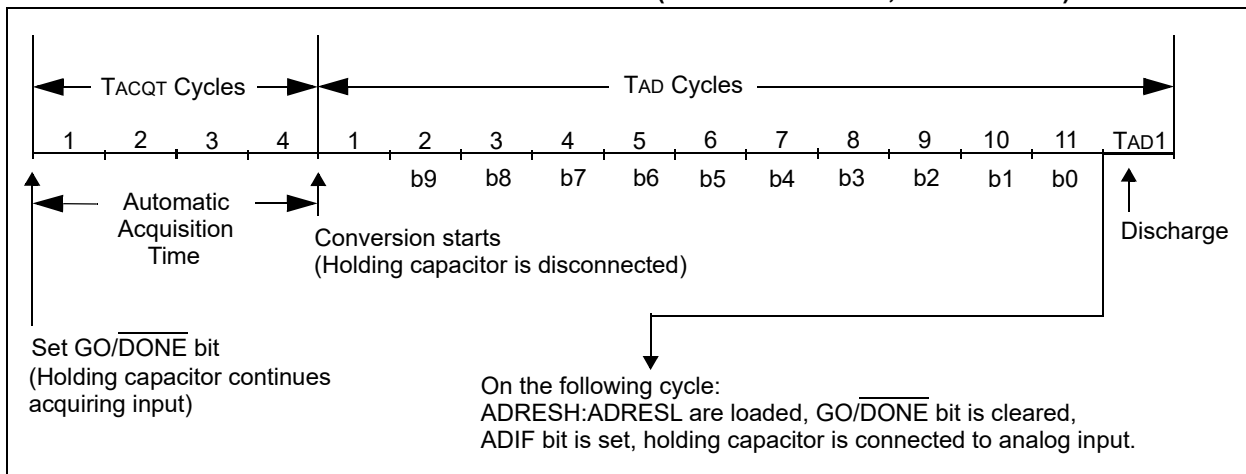 TACQT Cycles
TAD Cycles
1 2 3 4 1 2 3 4 5 6 7 8 9 10 11 TAD1
b9 b8 b7 b6 b5 b4 b3 b2 b1 b0
Automatic
Acquisition
Time
Conversion starts
(Holding capacitor is disconnected)
Discharge
Set GO/DONE bit
(Holding capacitor continues
acquiring input)
On the following cycle:
ADRESH:ADRESL are loaded, GO/DONE bit is cleared,
ADIF bit is set, holding capacitor is connected to analog input.